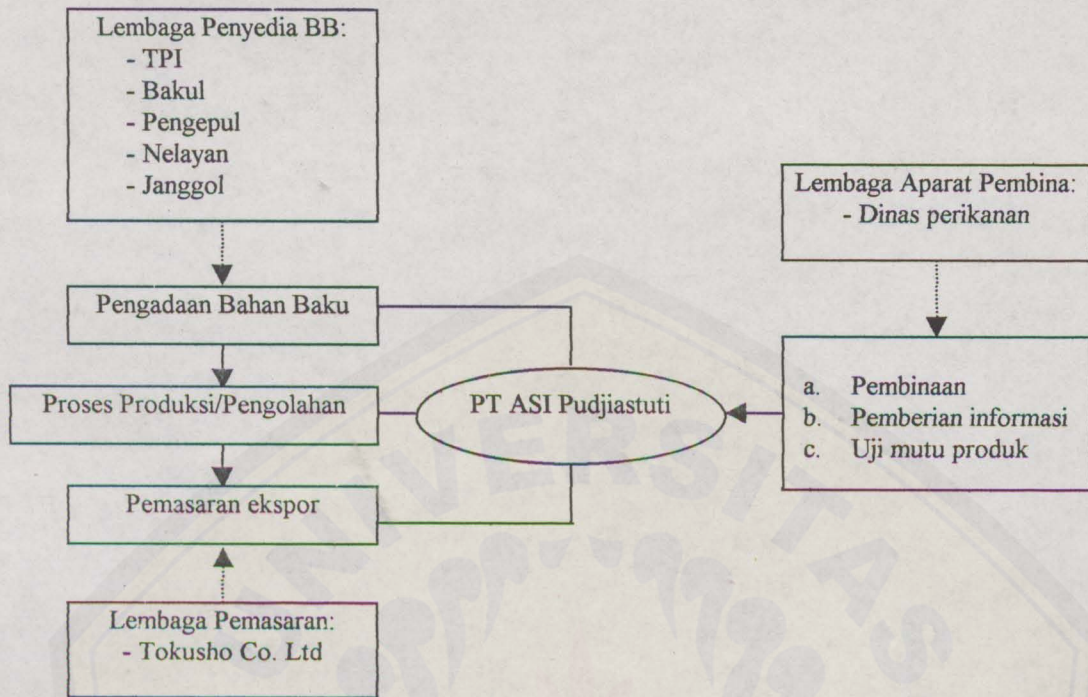 Lembaga Penyedia BB:
- TPI
- Bakul
- Pengepul
- Nelayan
- Janggol
Lembaga Aparat Pembina:
- Dinas perikanan
Pengadaan Bahan Baku
Proses Produksi/Pengolahan
PT ASI Pudjiastuti
a. Pembinaan
b. Pemberian informasi
c. Uji mutu produk
Pemasaran ekspor
Lembaga Pemasaran:
- Tokusho Co. Ltd
UNIVERSITAS